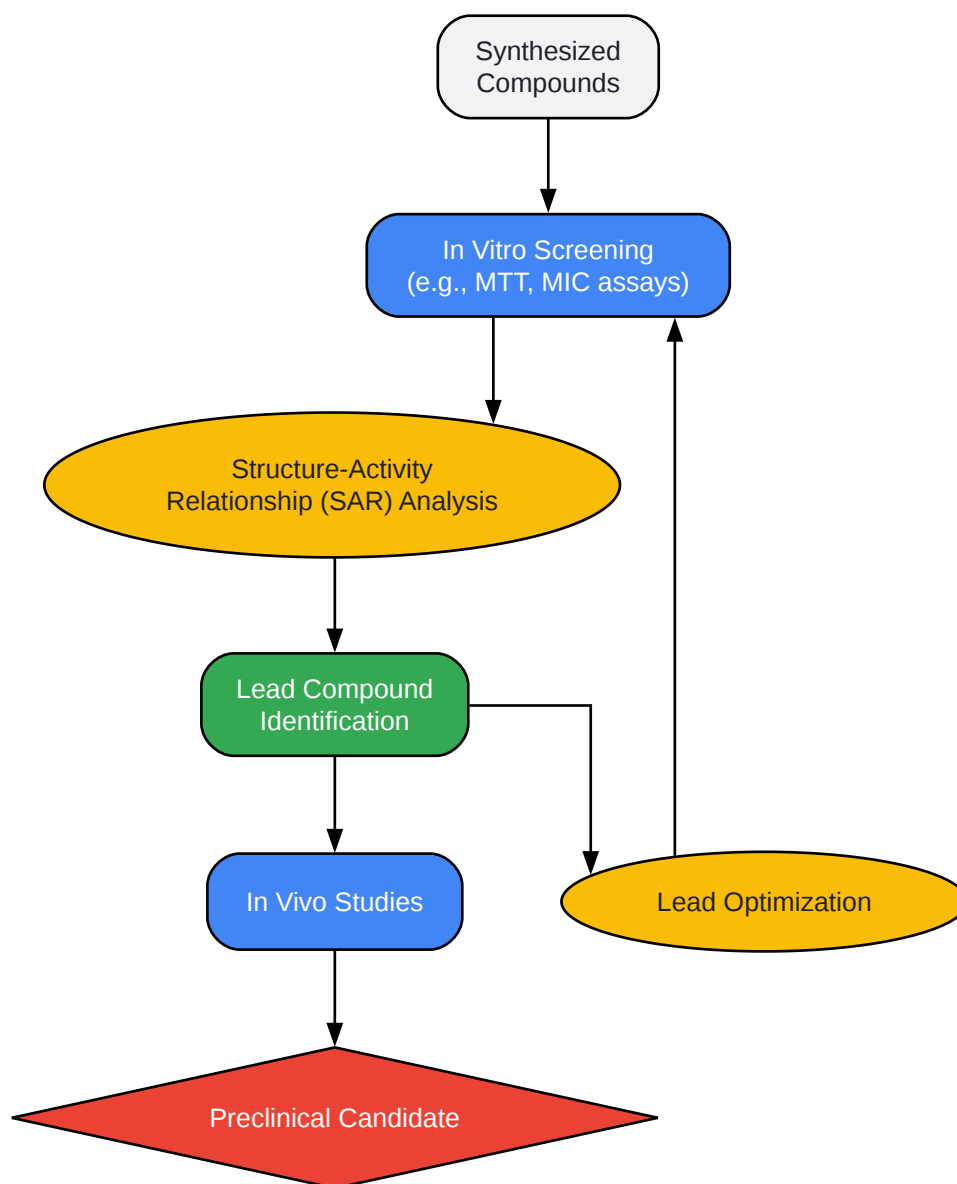 Synthesized
Compounds
In Vitro Screening
(e.g., MTT, MIC assays)
Structure-Activity
Relationship (SAR) Analysis
Lead Compound
Identification
In Vivo Studies
Lead Optimization
Preclinical Candidate